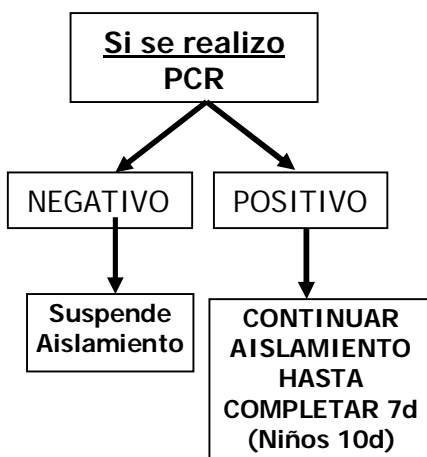 Si se realizo
PCR
NEGATIVO
POSITIVO
Suspende
Aislamiento
CONTINUAR
AISLAMIENTO
HASTA
COMPLETAR 7d
(Niños 10d)